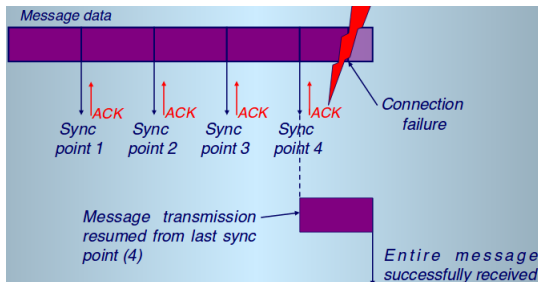 Message data
ACK
ACK
ACK
ACK
Sync
point 1
Sync
point 2
Sync
point 3
Sync
point 4
Connection
failure
Message transmission
resumed from last sync
point (4)
Entire message
successfully received